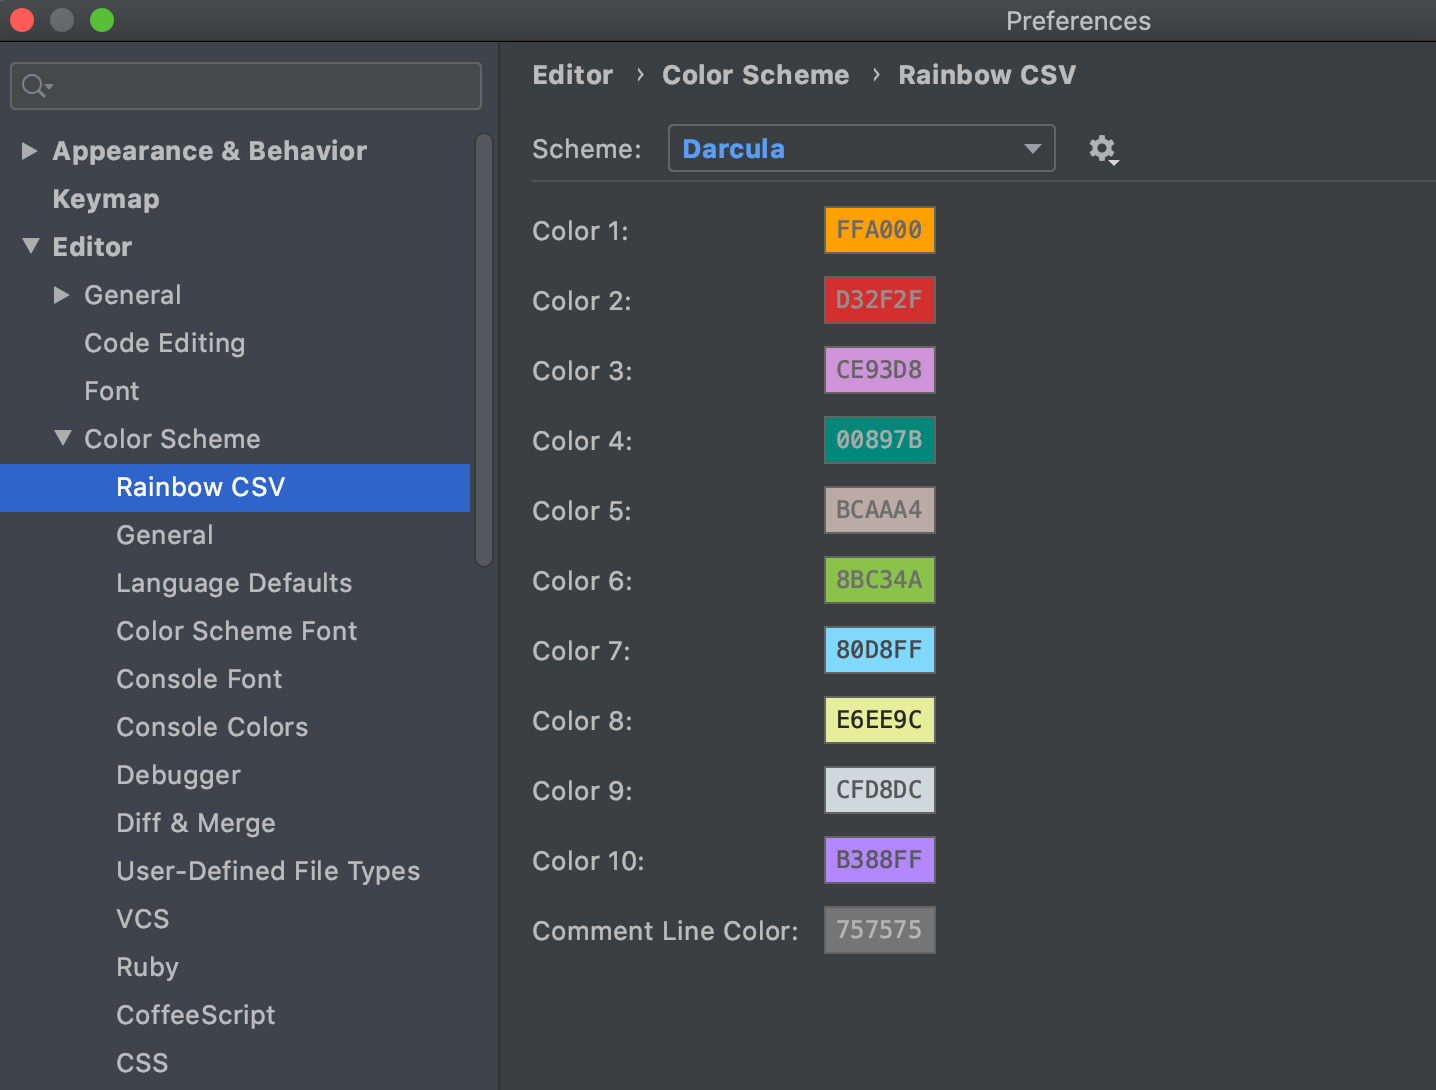 Preferences
Appearance & Behavior
Keymap
Editor
General
Code Editing
Font
Color Scheme
Rainbow CSV
General
Language Defaults
Color Scheme Font
Console Font
Console Colors
Debugger
Diff & Merge
User-Defined File Types
VCS
Ruby
CoffeeScript
CSS
Editor › Color Scheme › Rainbow CSV
Scheme: Darcula
Color 1: FFA000
Color 2: D32F2F
Color 3: CE93D8
Color 4: 00897B
Color 5: BCAAA4
Color 6: 8BC34A
Color 7: 80D8FF
Color 8: E6EE9C
Color 9: CFD8DC
Color 10: B388FF
Comment Line Color: 757575